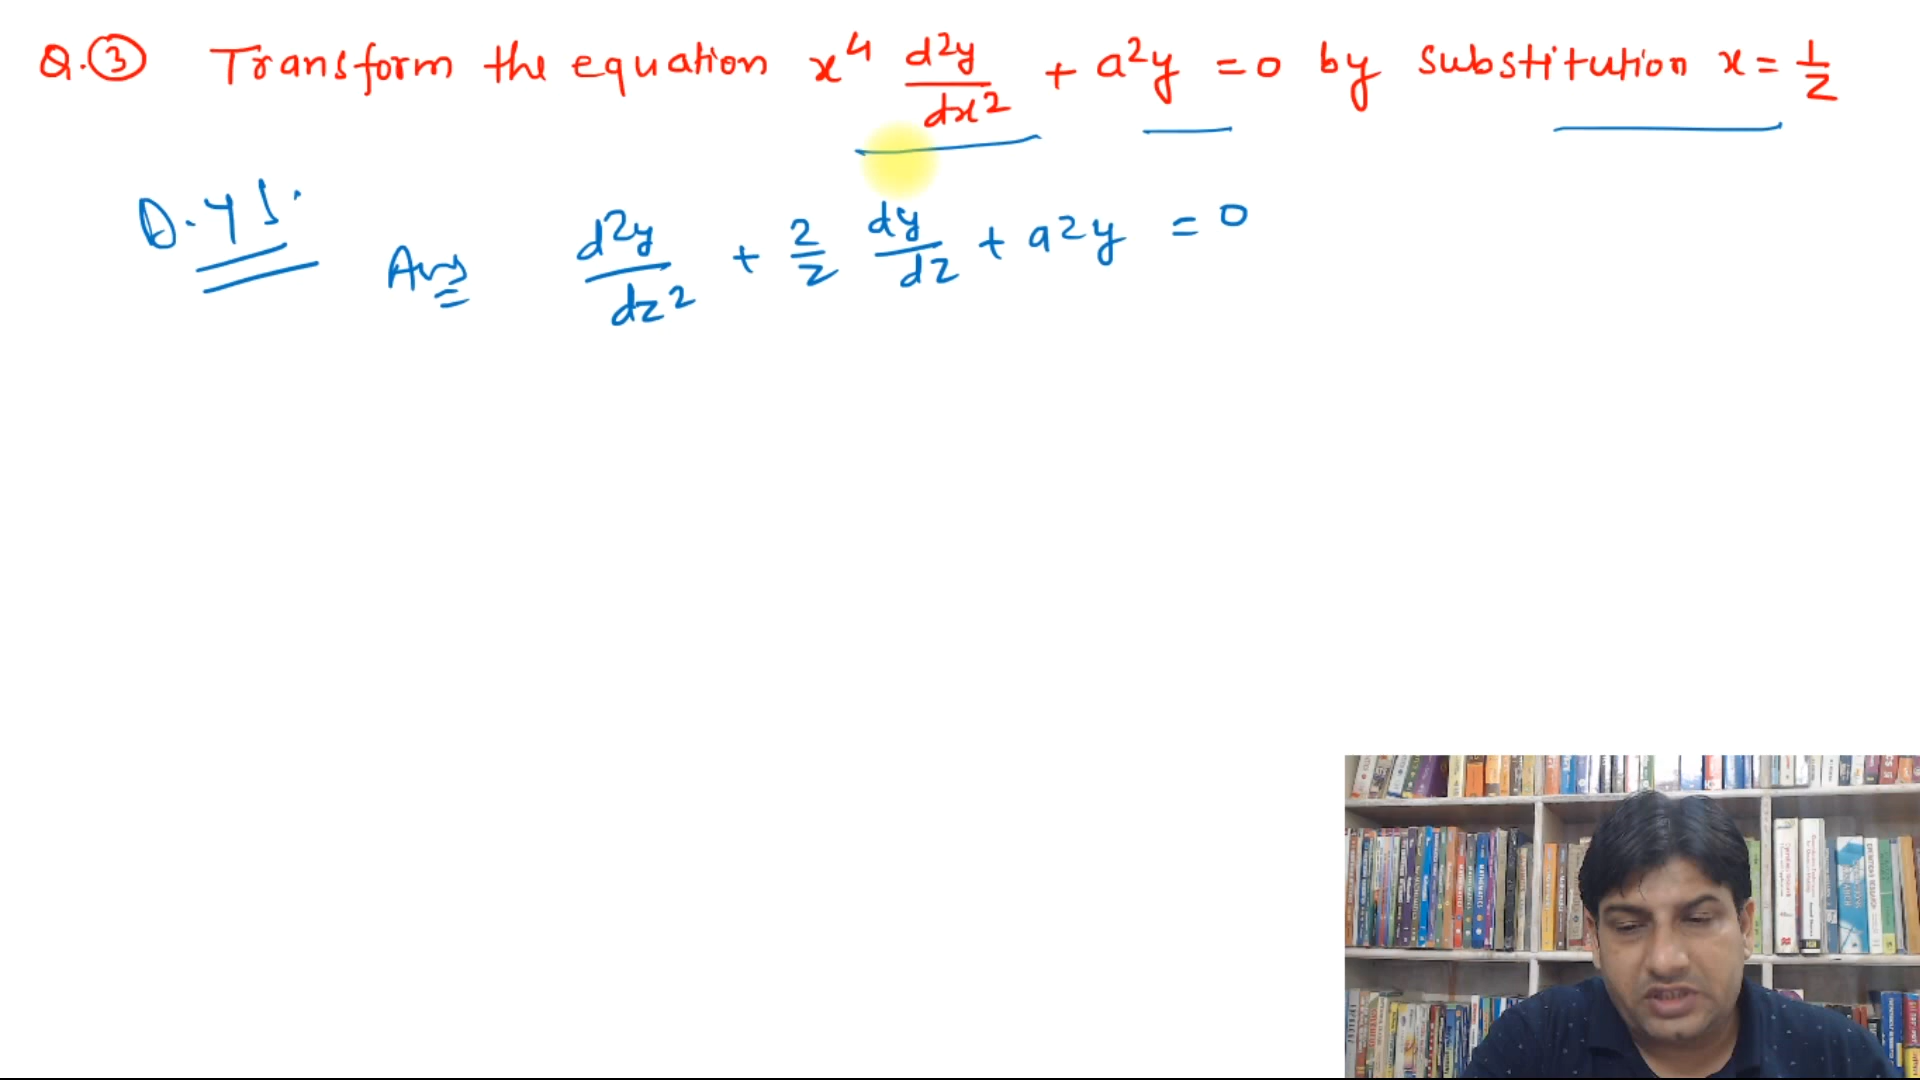 Q.③ Transform the equation x⁴ d²y/dx² + a²y = 0 by substitution x = 1/z
D.Y.S.
Ans d²y/dz² + 2/z dy/dz + a²y = 0